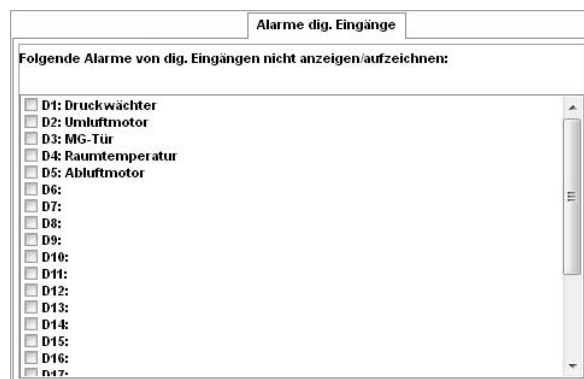 Alarme dig. Eingänge
Folgende Alarme von dig. Eingängen nicht anzeigen/aufzeichnen:
D1: Druckwächter
D2: Umluftmotor
D3: MG-Tür
D4: Raumtemperatur
D5: Abluftmotor
D6:
D7:
D8:
D9:
D10:
D11:
D12:
D13:
D14:
D15:
D16:
D17: